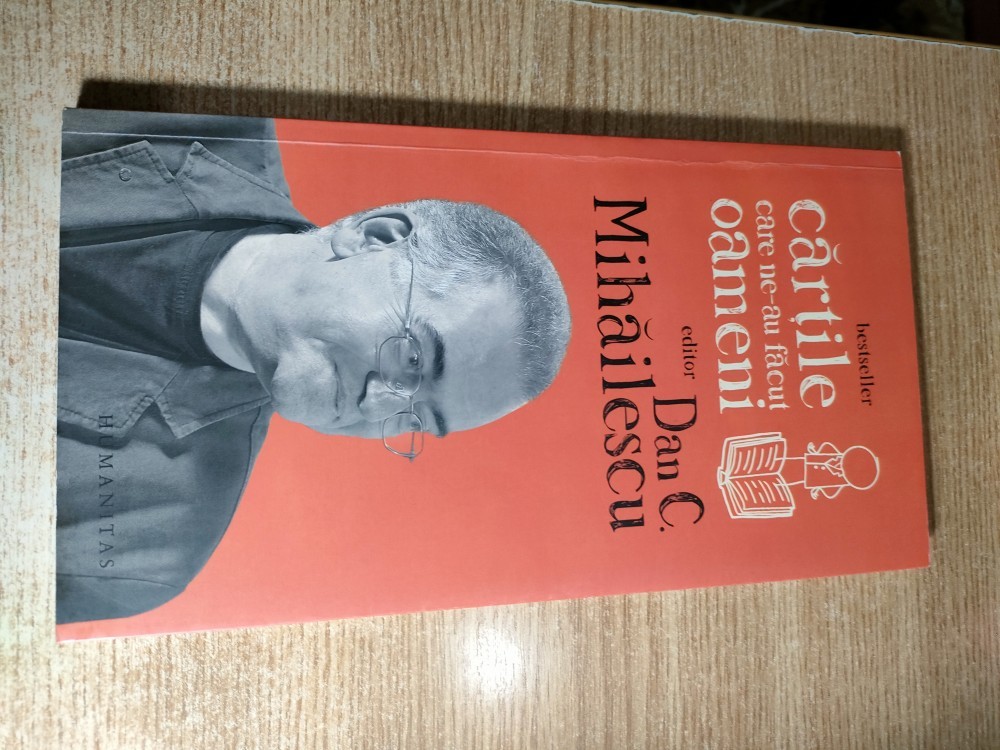 bestseller
cărțile
care ne-au făcut
oameni
editor Dan C.
Mihăilescu
HUMANITAS